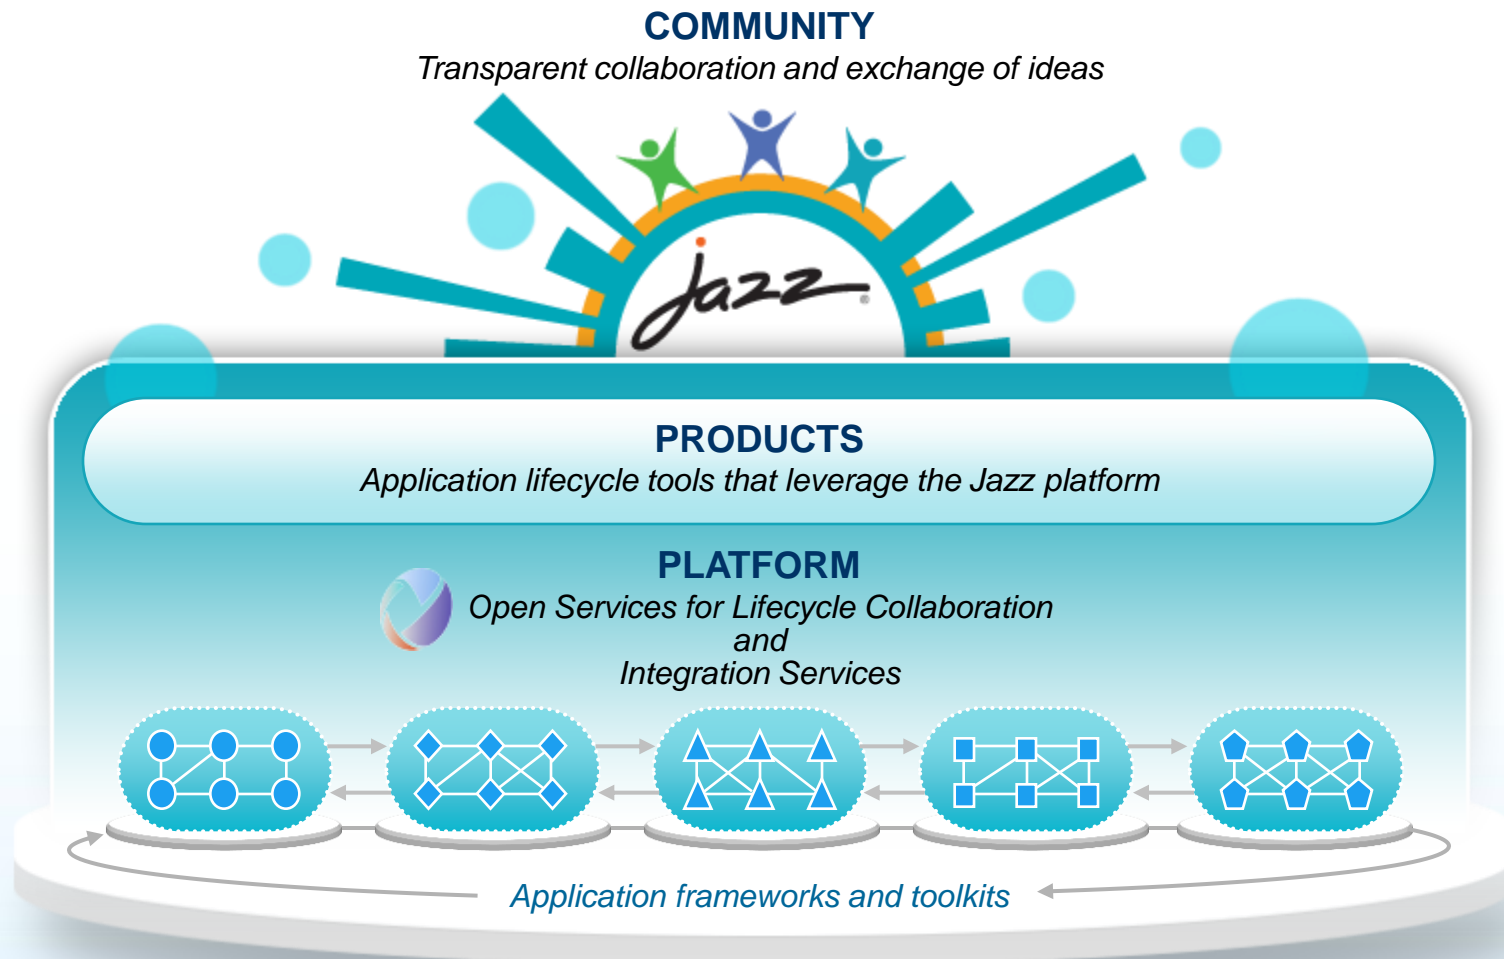 COMMUNITY
Transparent collaboration and exchange of ideas
jazz®
PRODUCTS
Application lifecycle tools that leverage the Jazz platform
PLATFORM
Open Services for Lifecycle Collaboration
and
Integration Services
Application frameworks and toolkits